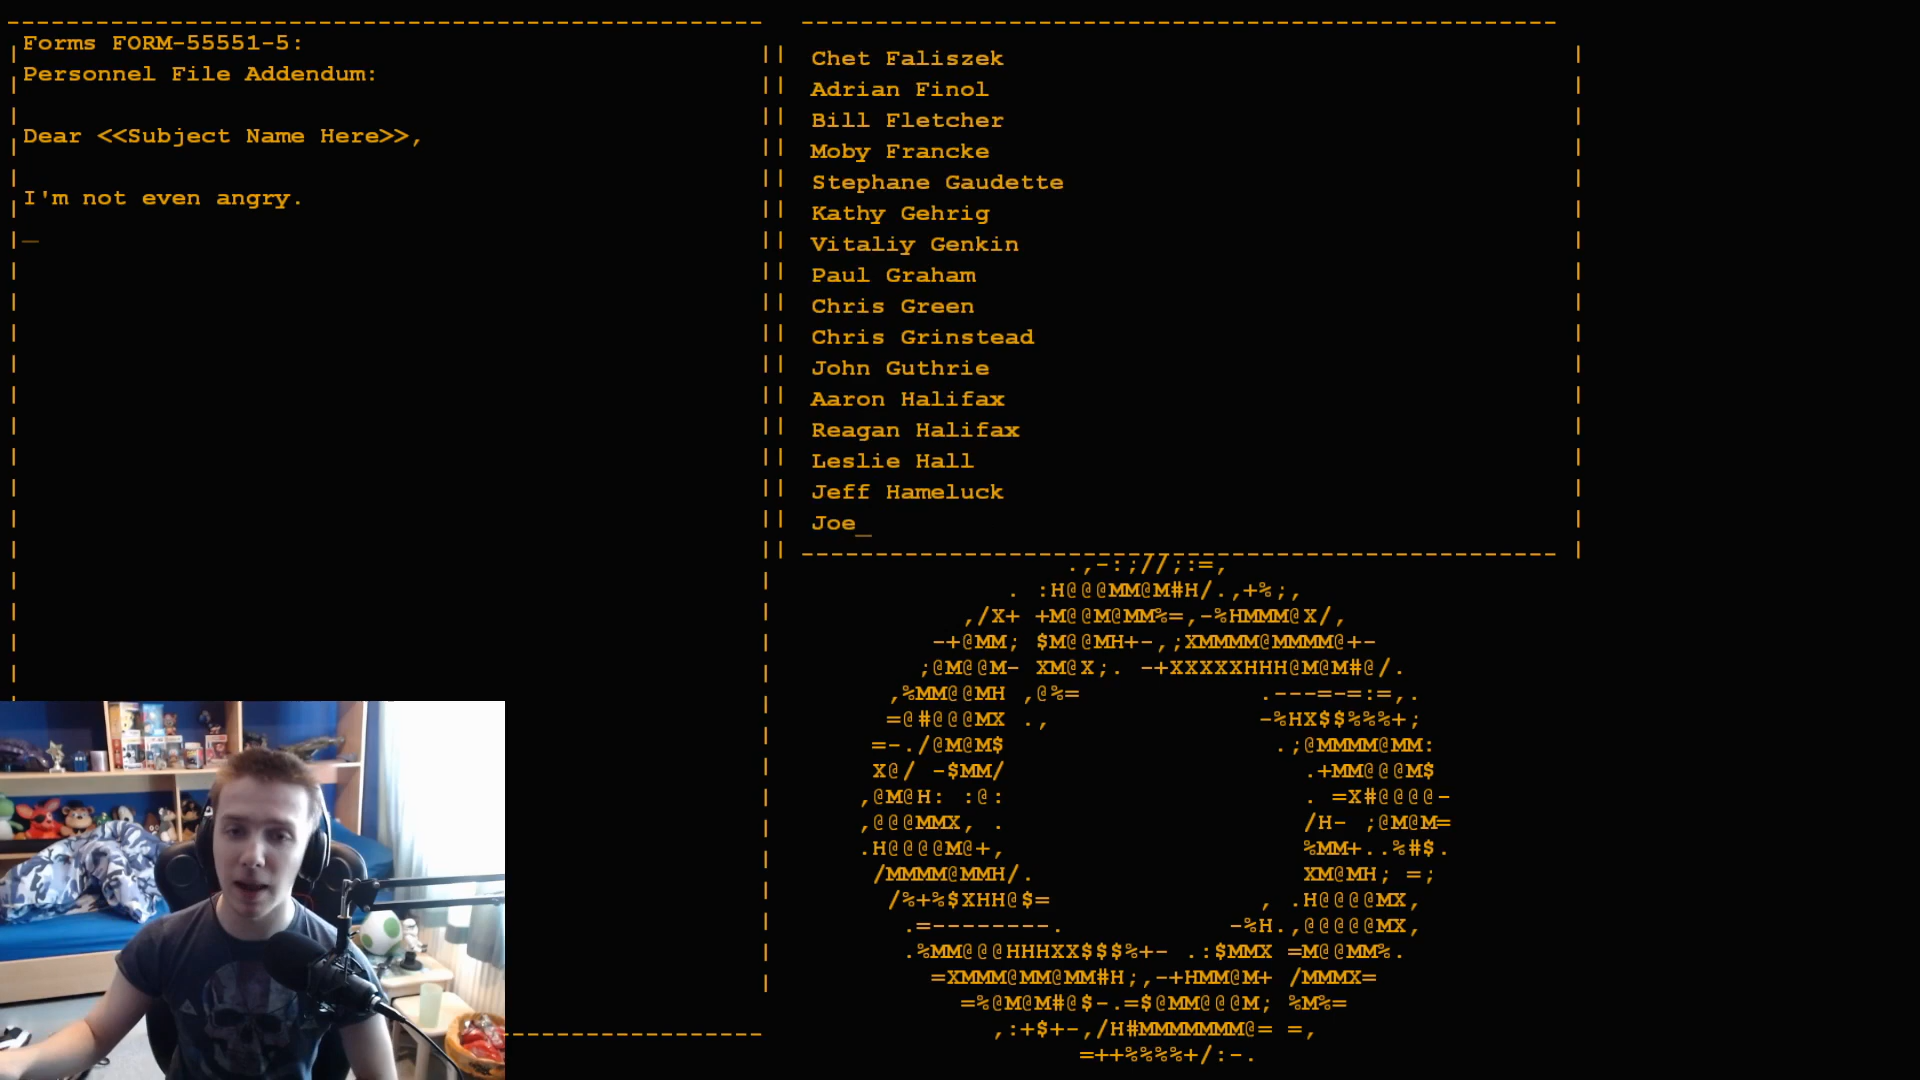 Forms FORM-55551-5:
Personnel File Addendum:
Dear <<Subject Name Here>>,
I'm not even angry.
_
Chet Faliszek
Adrian Finol
Bill Fletcher
Moby Francke
Stephane Gaudette
Kathy Gehrig
Vitaliy Genkin
Paul Graham
Chris Green
Chris Grinstead
John Guthrie
Aaron Halifax
Reagan Halifax
Leslie Hall
Jeff Hameluck
Joe_